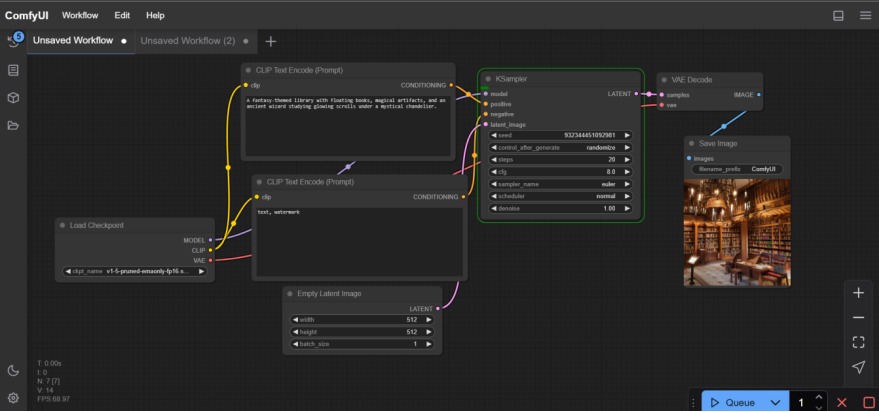 ComfyUI Workflow Edit Help
5 Unsaved Workflow Unsaved Workflow (2)
CLIP Text Encode (Prompt)
clip CONDITIONING
A fantasy-themed library with floating books, magical artifacts, and an
ancient wizard studying glowing scrolls under a mystical chandelier.
CLIP Text Encode (Prompt)
clip CONDITIONING
text, watermark
Load Checkpoint
MODEL
CLIP
VAE
ckpt_name v1-5-pruned-emaonly-fp16.s...
Empty Latent Image
LATENT
width 512
height 512
batch_size 1
KSampler
model LATENT
positive
negative
latent_image
seed 932344451092981
control_after_generate randomize
steps 20
cfg 8.0
sampler_name euler
scheduler normal
denoise 1.00
VAE Decode
samples IMAGE
vae
Save Image
images
filename_prefix ComfyUI
T: 0.00s
I: 0
N: 7 [7]
V: 14
FPS:68.97
Queue 1